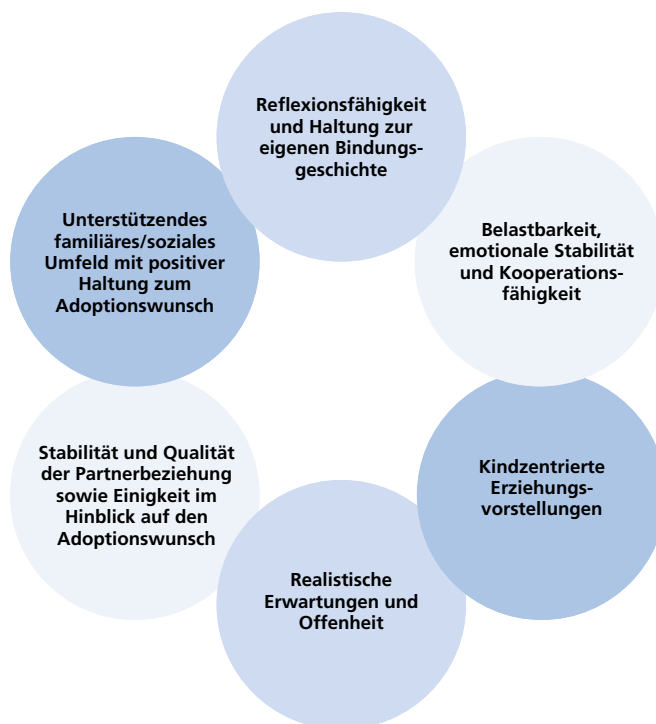 Reflexionsfähigkeit
und Haltung zur
eigenen Bindungs-
geschichte
Belastbarkeit,
emotionale Stabilität
und Kooperations-
fähigkeit
Kindzentrierte
Erziehungs-
vorstellungen
Realistische
Erwartungen und
Offenheit
Stabilität und Qualität
der Partnerbeziehung
sowie Einigkeit im
Hinblick auf den
Adoptionswunsch
Unterstützendes
familiäres/soziales
Umfeld mit positiver
Haltung zum
Adoptionswunsch